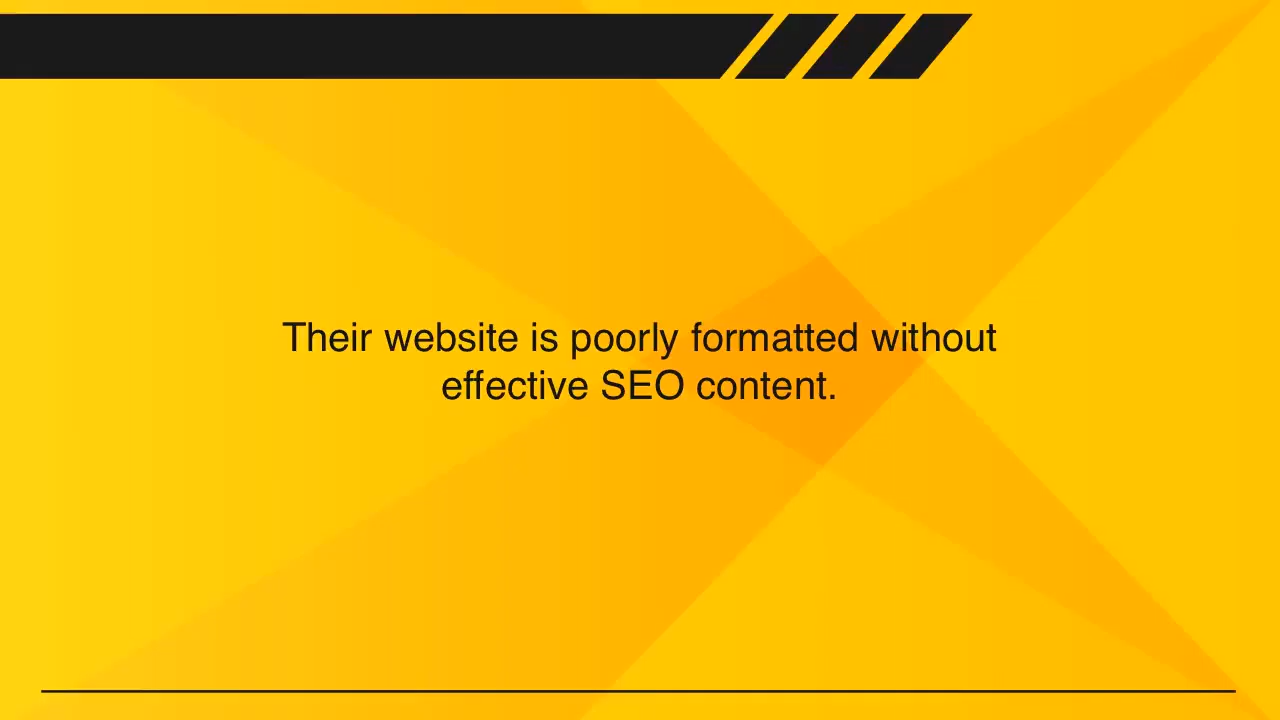 Their website is poorly formatted without
effective SEO content.